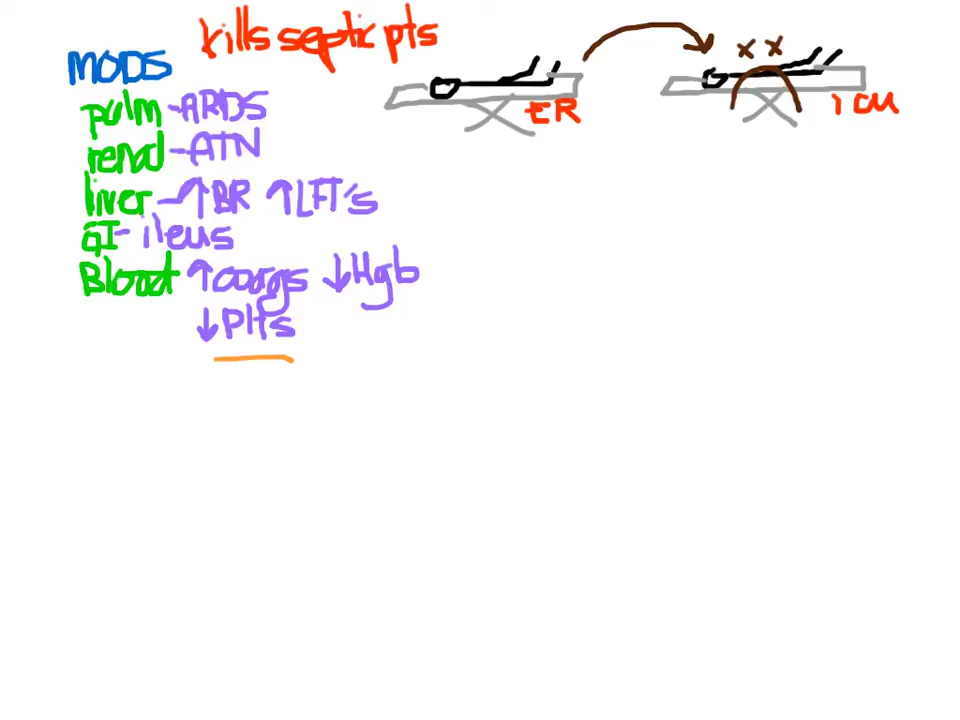 kills septic pts
MODS
pulm - ARDS
renal - ATN
liver - ↑BR ↑LFT's
GI - ileus
Blood ↑coags ↓Hgb
↓Plts
ER
ICU
x x